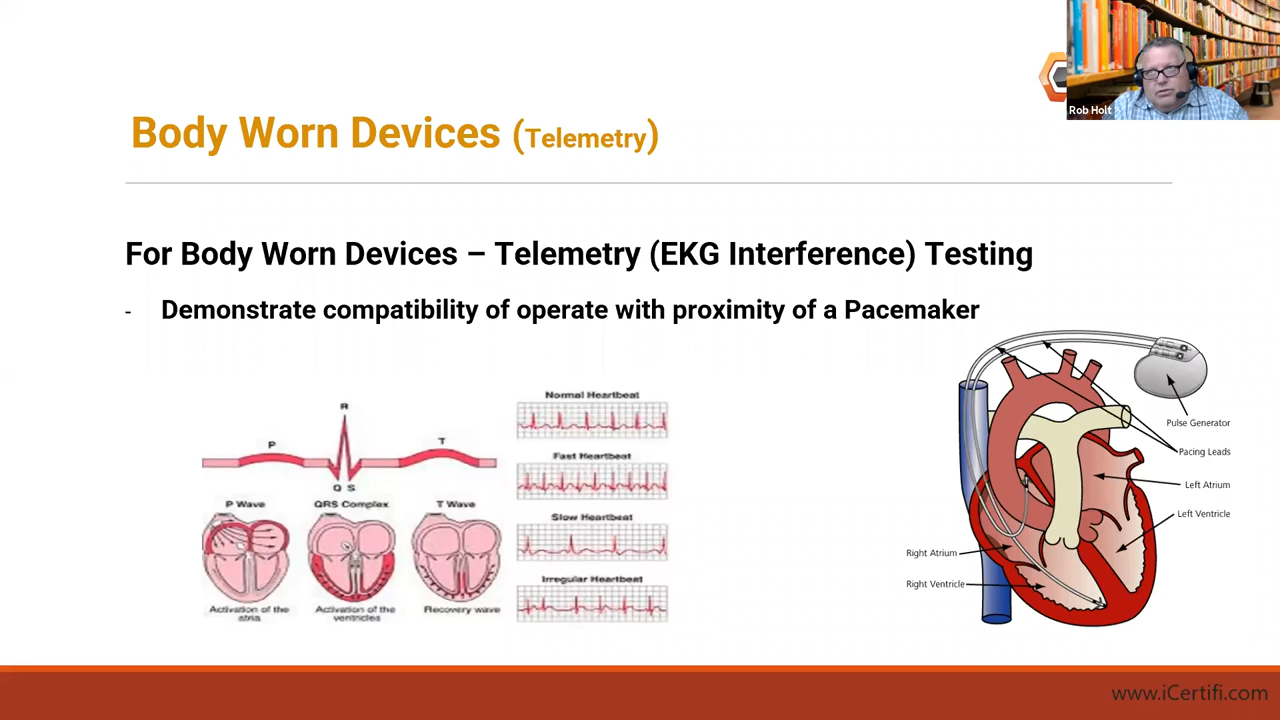 Rob Holt
Body Worn Devices (Telemetry)
For Body Worn Devices – Telemetry (EKG Interference) Testing
- Demonstrate compatibility of operate with proximity of a Pacemaker
R
P
T
Q S
P Wave
QRS Complex
T Wave
Activation of the
atria
Activation of the
ventricles
Recovery wave
Normal Heartbeat
Fast Heartbeat
Slow Heartbeat
Irregular Heartbeat
Pulse Generator
Pacing Leads
Left Atrium
Left Ventricle
Right Atrium
Right Ventricle
www.iCertifi.com